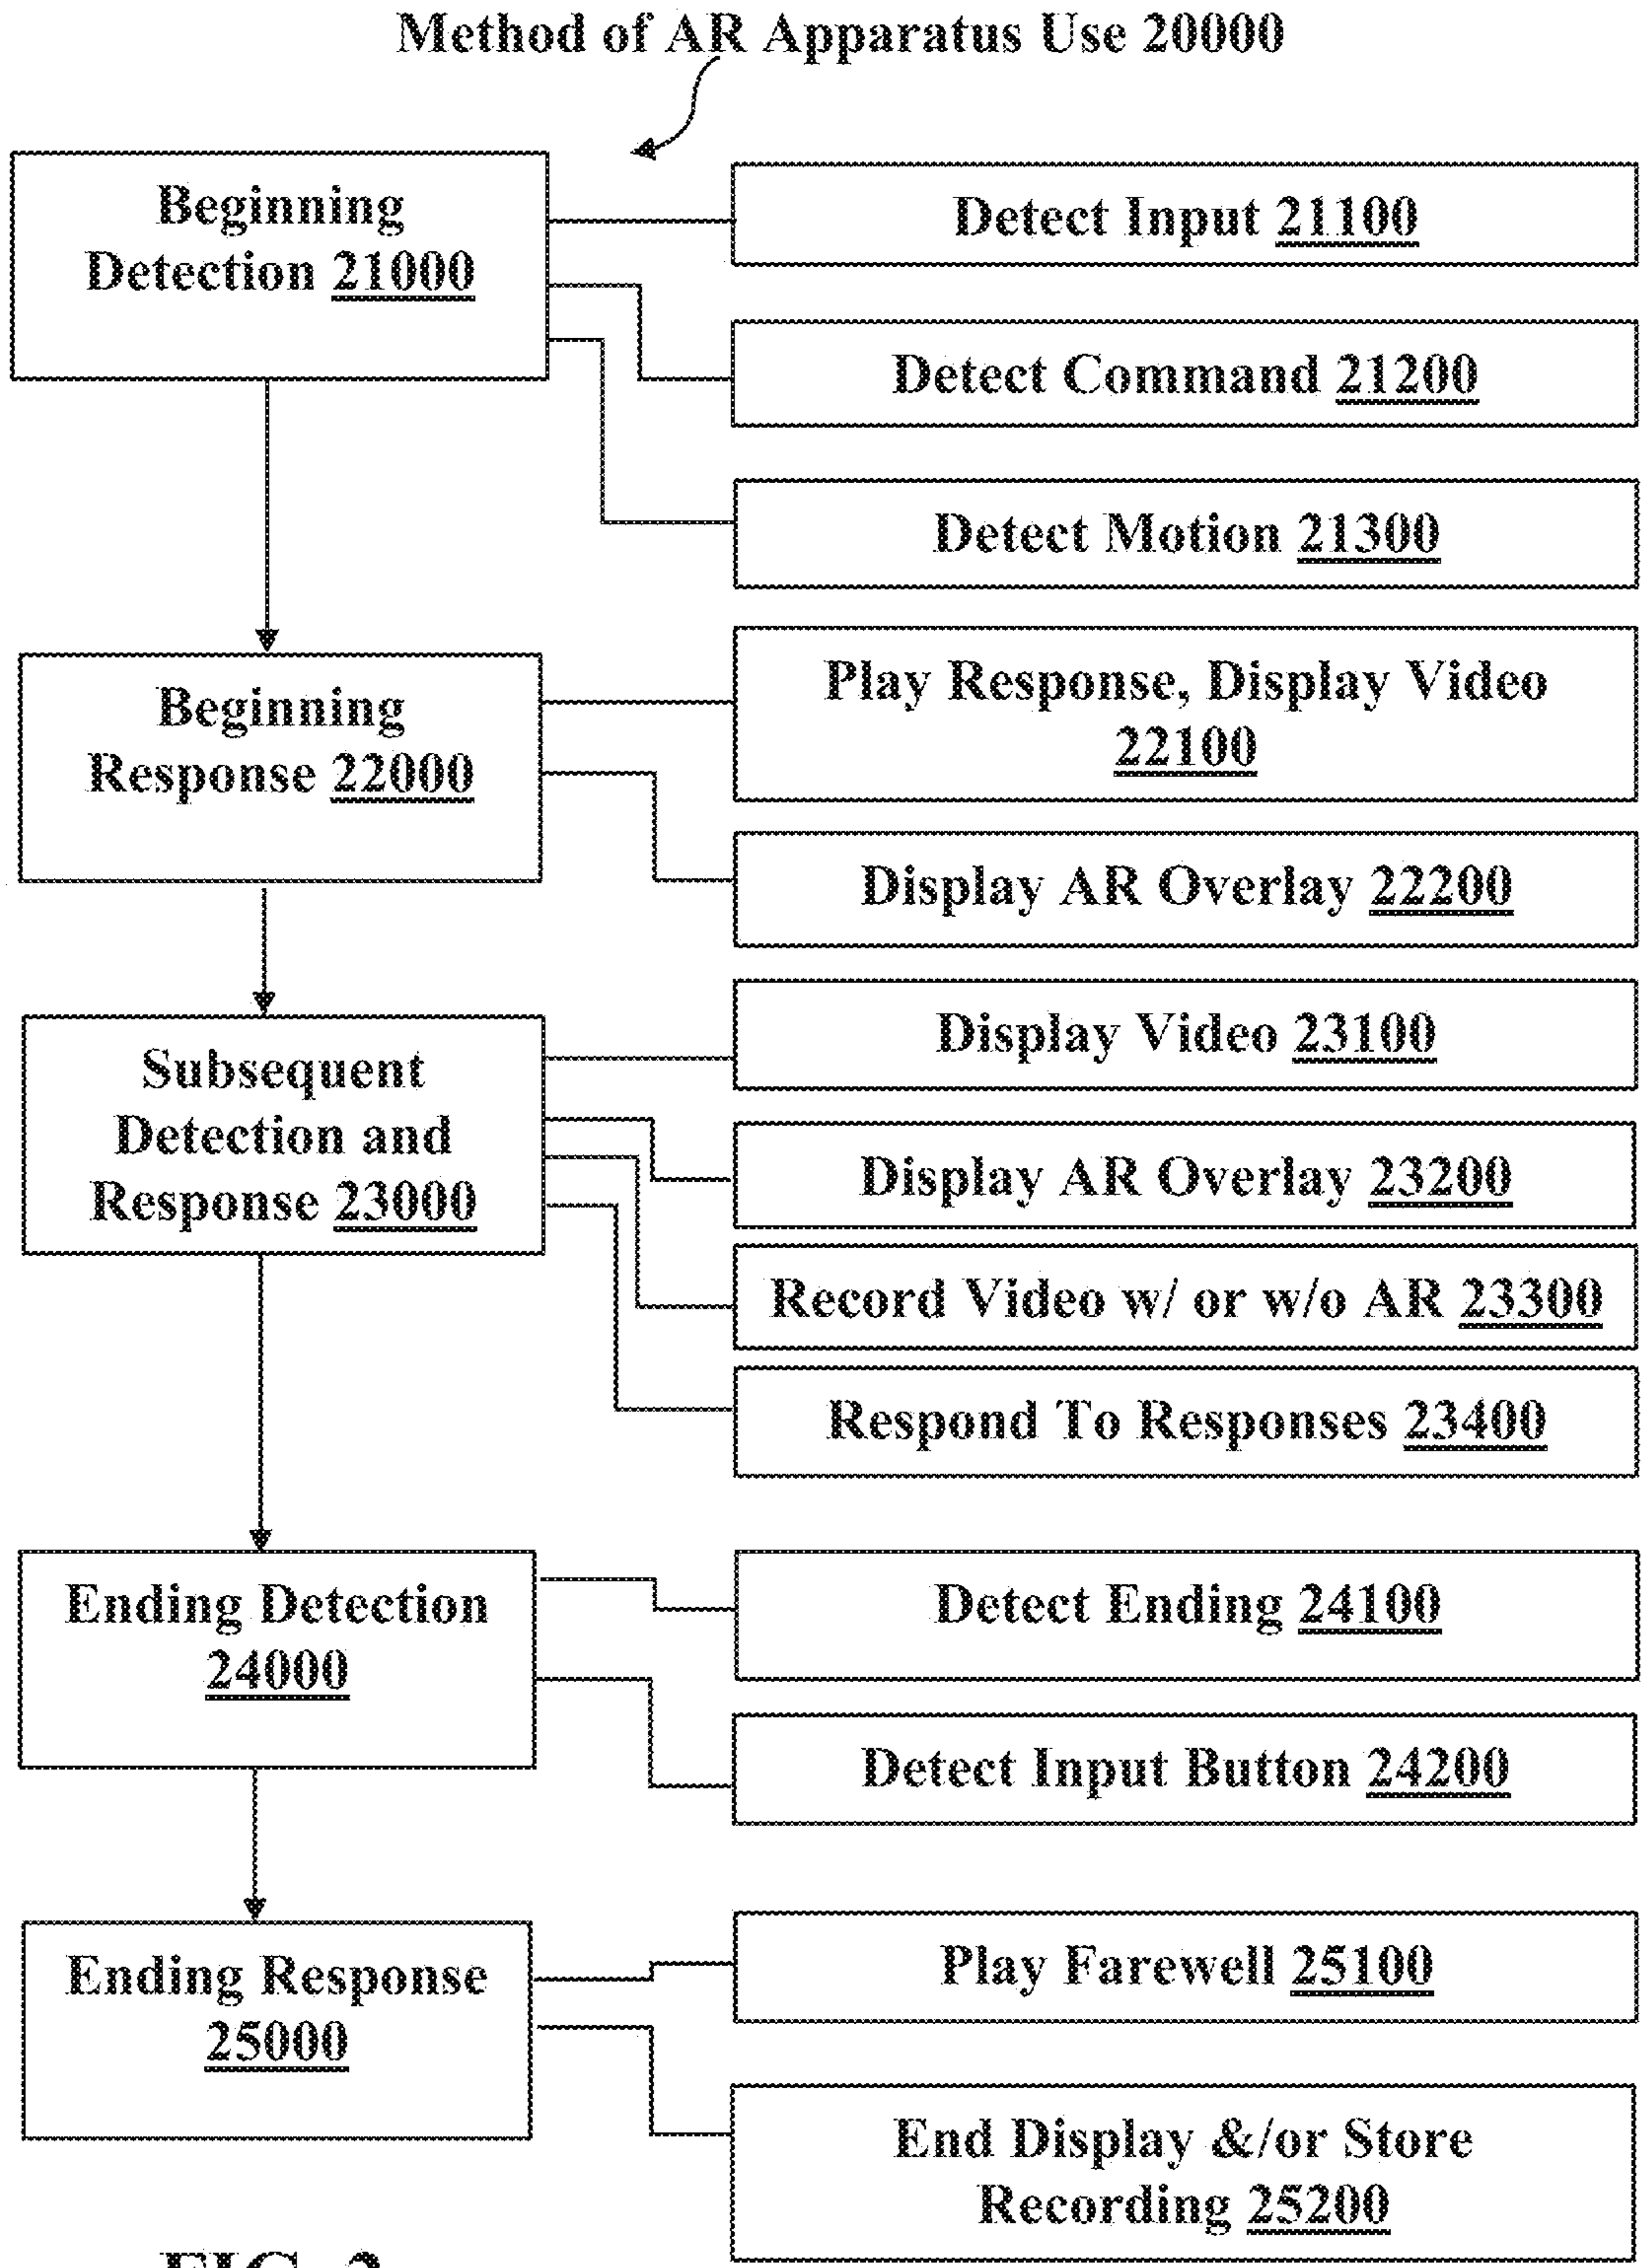 Method of AR Apparatus Use 20000
Beginning
Detection 21000
Detect Input 21100
Detect Command 21200
Detect Motion 21300
Beginning
Response 22000
Play Response, Display Video
22100
Display AR Overlay 22200
Subsequent
Detection and
Response 23000
Display Video 23100
Display AR Overlay 23200
Record Video w/ or w/o AR 23300
Respond To Responses 23400
Ending Detection
24000
Detect Ending 24100
Detect Input Button 24200
Ending Response
25000
Play Farewell 25100
End Display &/or Store
Recording 25200